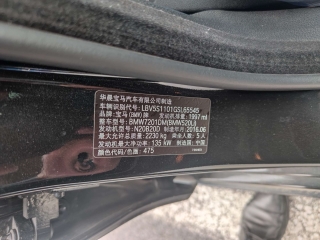 华晨宝马汽车有限公司制造
车辆识别代号: LBV5S1101GSL65545
品牌: 宝马(BMW)牌 发动机排量: 1997 ml
整车型号: BMW7201DM(BMW520Li)
发动机型号: N20B20D 制造年月: 2016.06
最大允许总质量: 2230 kg 乘坐人数: 5 人
发动机最大净功率: 135 kW 制造国: 中国
颜色代码: 475